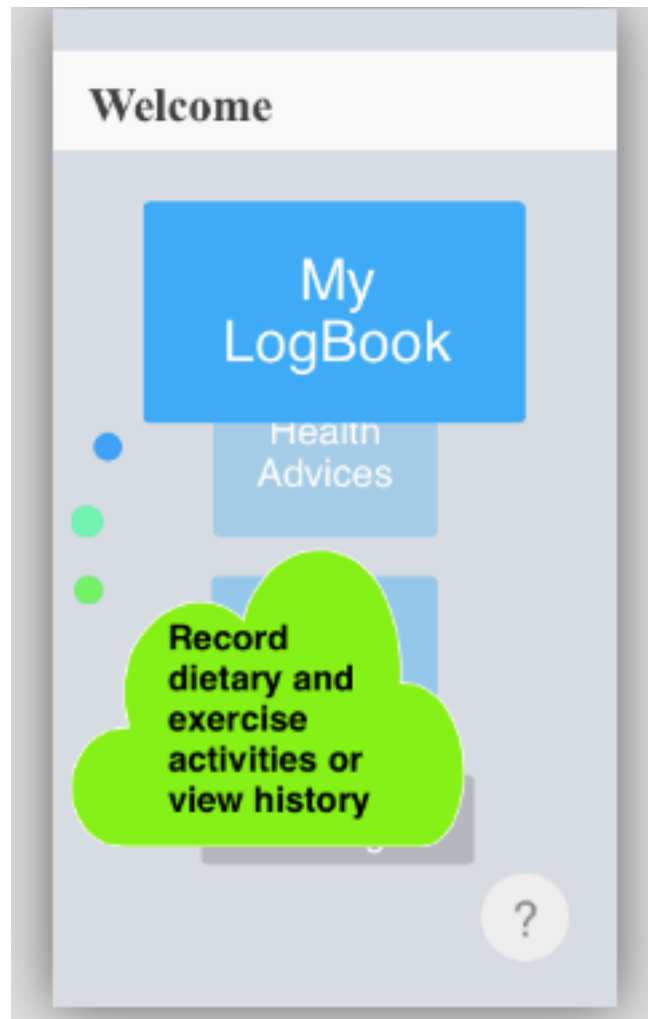 Welcome
My
LogBook
Health
Advices
Record
dietary and
exercise
activities or
view history
?